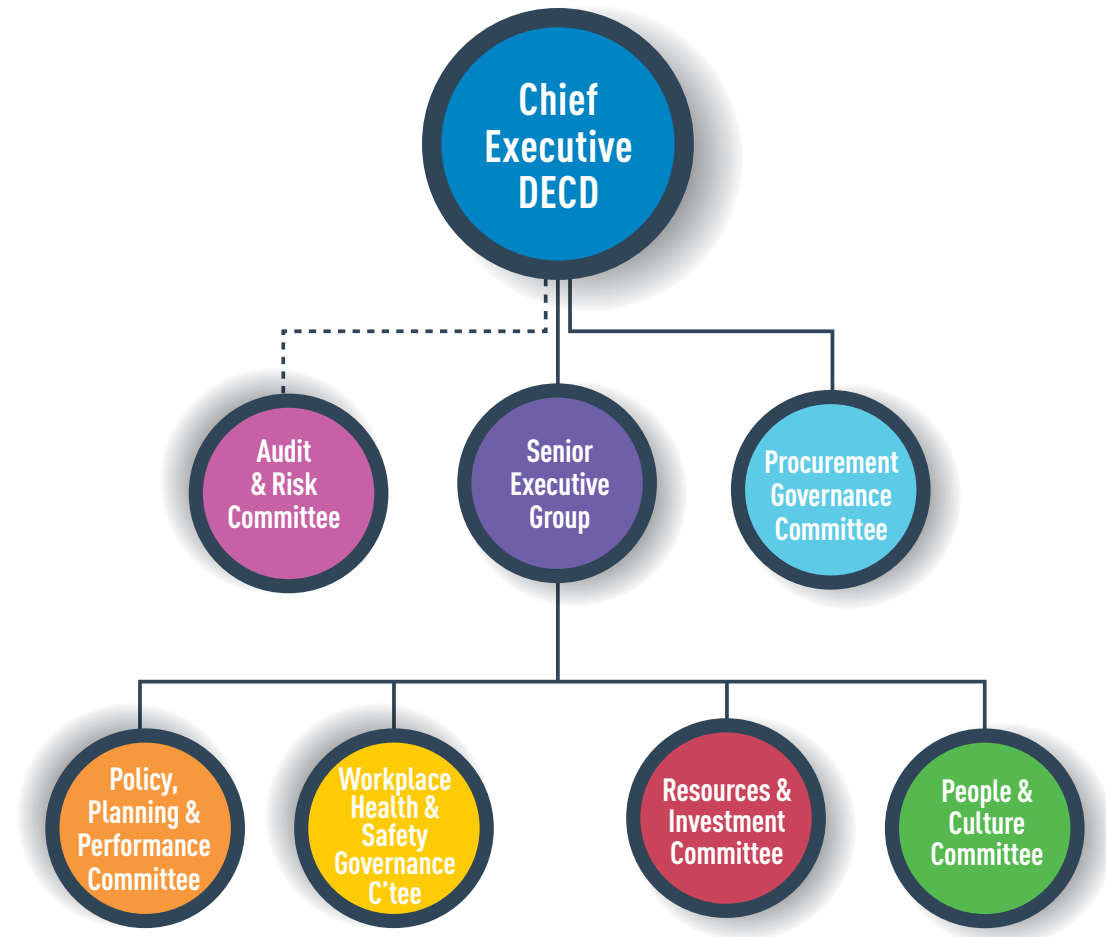 Chief
Executive
DECD
Audit
& Risk
Committee
Senior
Executive
Group
Procurement
Governance
Committee
Policy,
Planning &
Performance
Committee
Workplace
Health &
Safety
Governance
C'tee
Resources &
Investment
Committee
People &
Culture
Committee